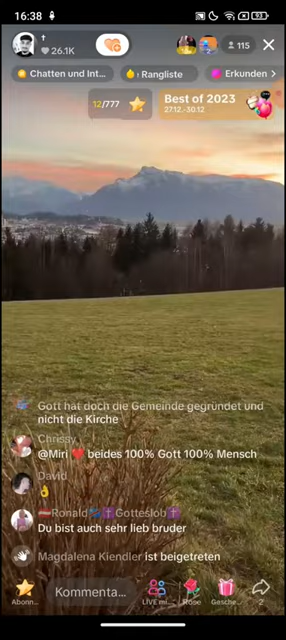 16:38
93
†
26.1K
115
Chatten und Int...
Rangliste
Erkunden
12/777
Best of 2023
27.12.-30.12
Gott hat doch die Gemeinde gegründet und
nicht die Kirche
Chrissy
@Miri ❤️ beides 100% Gott 100% Mensch
David
👌
Ronald🐾✝️Gotteslob✝️
Du bist auch sehr lieb bruder
Magdalena Kiendler ist beigetreten
Abonn...
Kommenta...
LIVE mi...
Rose
Gesche...
2